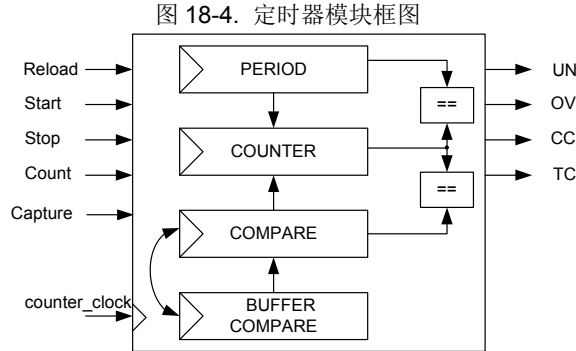 图 18-4. 定时器模块框图
Reload
Start
Stop
Count
Capture
counter_clock
PERIOD
COUNTER
COMPARE
BUFFER
COMPARE
==
==
UN
OV
CC
TC